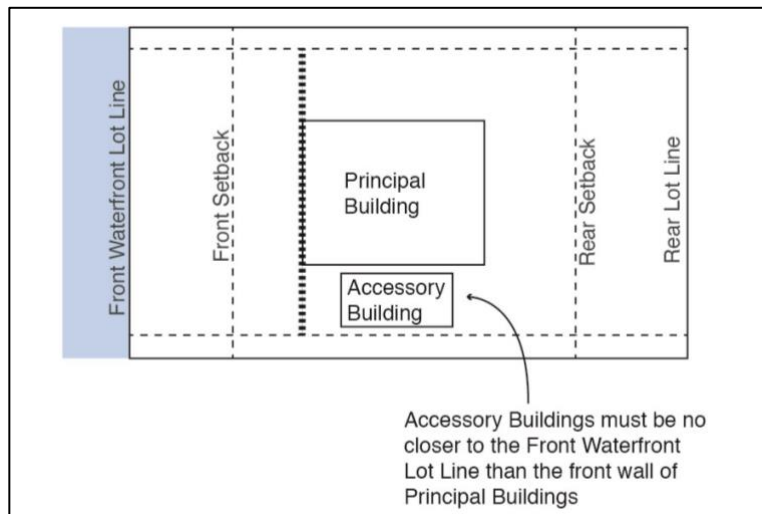 Front Waterfront Lot Line
Front Setback
Principal
Building
Accessory
Building
Rear Setback
Rear Lot Line
Accessory Buildings must be no
closer to the Front Waterfront
Lot Line than the front wall of
Principal Buildings